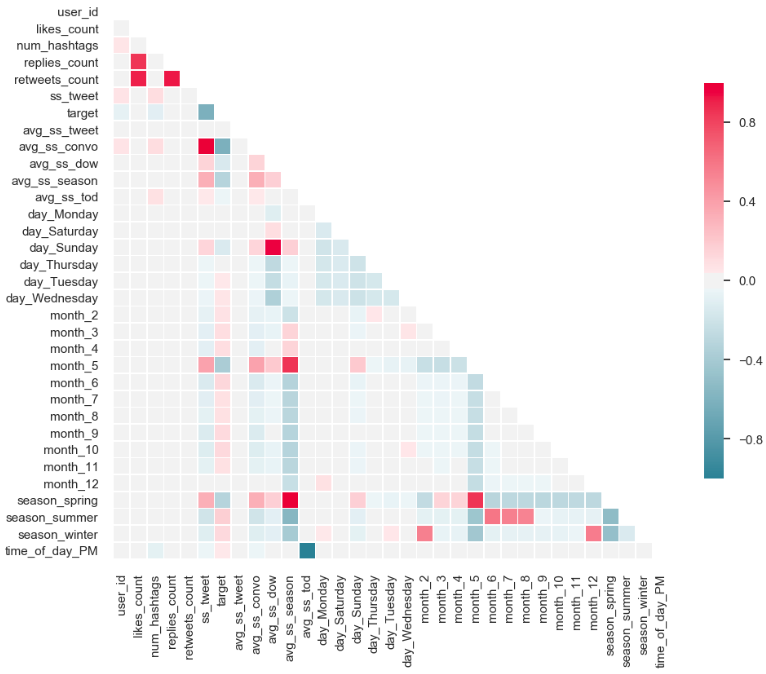 user_id
likes_count
num_hashtags
replies_count
retweets_count
ss_tweet
target
avg_ss_tweet
avg_ss_convo
avg_ss_dow
avg_ss_season
avg_ss_tod
day_Monday
day_Saturday
day_Sunday
day_Thursday
day_Tuesday
day_Wednesday
month_2
month_3
month_4
month_5
month_6
month_7
month_8
month_9
month_10
month_11
month_12
season_spring
season_summer
season_winter
time_of_day_PM
user_id
likes_count
num_hashtags
replies_count
retweets_count
ss_tweet
target
avg_ss_tweet
avg_ss_convo
avg_ss_dow
avg_ss_season
avg_ss_tod
day_Monday
day_Saturday
day_Sunday
day_Thursday
day_Tuesday
day_Wednesday
month_2
month_3
month_4
month_5
month_6
month_7
month_8
month_9
month_10
month_11
month_12
season_spring
season_summer
season_winter
time_of_day_PM
0.8
0.4
0.0
−0.4
−0.8